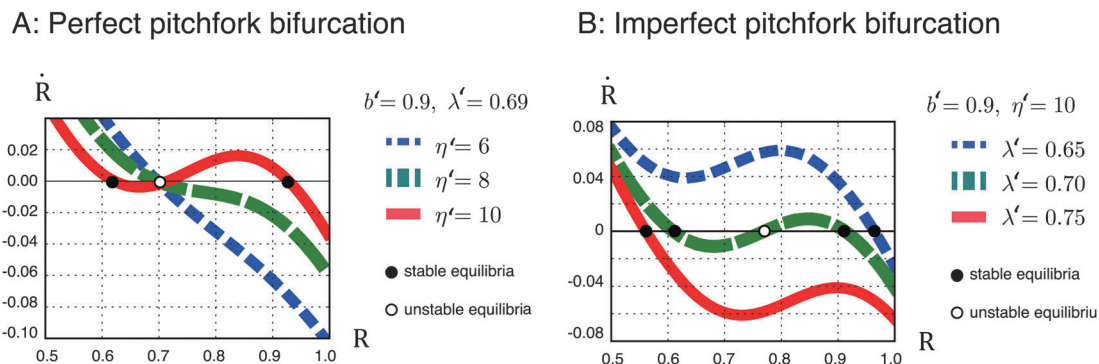 A: Perfect pitchfork bifurcation
Ṙ
b′= 0.9, λ′= 0.69
η′= 6
η′= 8
η′= 10
stable equilibria
unstable equilibria
0.02
0.00
-0.02
-0.04
-0.06
-0.08
-0.10
0.5 0.6 0.7 0.8 0.9 1.0
R
B: Imperfect pitchfork bifurcation
Ṙ
b′= 0.9, η′= 10
λ′= 0.65
λ′= 0.70
λ′= 0.75
stable equilibria
unstable equilibriu
0.08
0.04
0
-0.04
-0.08
0.5 0.6 0.7 0.8 0.9 1.0
R